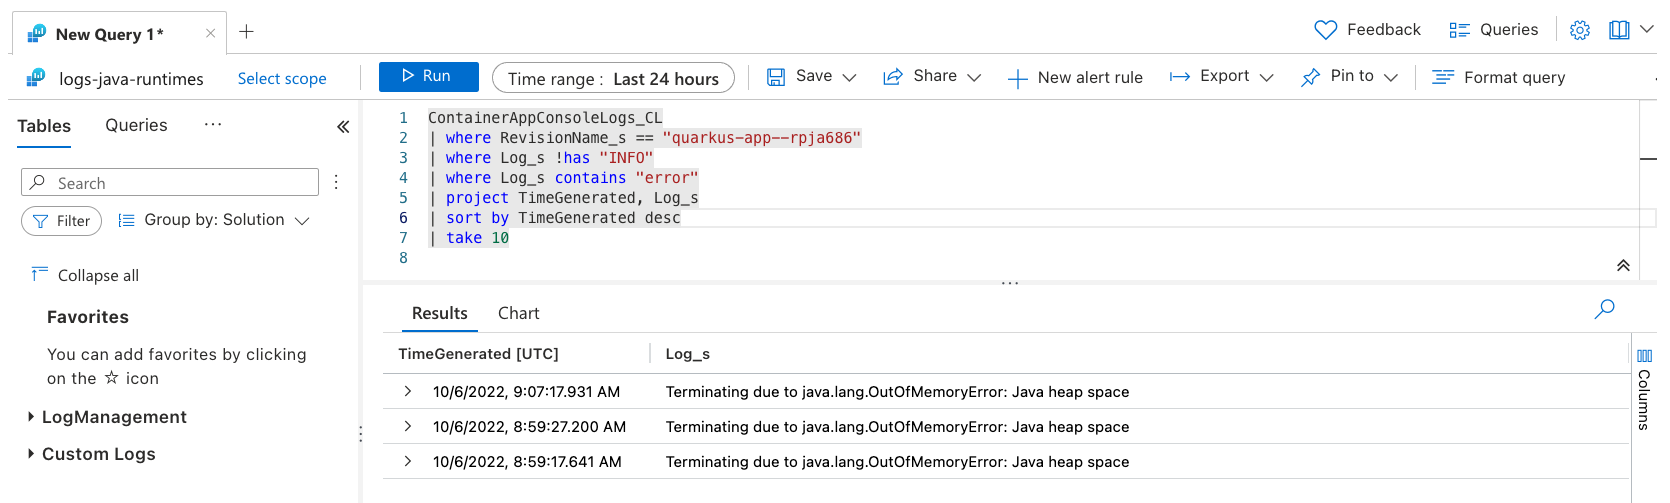 New Query 1*
Feedback
Queries
logs-java-runtimes
Select scope
Run
Time range : Last 24 hours
Save
Share
New alert rule
Export
Pin to
Format query
Tables
Queries
...
Search
Filter
Group by: Solution
Collapse all
Favorites
You can add favorites by clicking
on the ☆ icon
LogManagement
Custom Logs
1 ContainerAppConsoleLogs_CL
2 | where RevisionName_s == "quarkus-app--rpja686"
3 | where Log_s !has "INFO"
4 | where Log_s contains "error"
5 | project TimeGenerated, Log_s
6 | sort by TimeGenerated desc
7 | take 10
8
Results
Chart
TimeGenerated [UTC] Log_s
10/6/2022, 9:07:17.931 AM Terminating due to java.lang.OutOfMemoryError: Java heap space
10/6/2022, 8:59:27.200 AM Terminating due to java.lang.OutOfMemoryError: Java heap space
10/6/2022, 8:59:17.641 AM Terminating due to java.lang.OutOfMemoryError: Java heap space
Columns